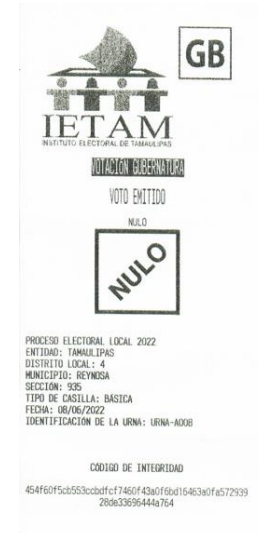 GB
IETAM
INSTITUTO ELECTORAL DE TAMAULIPAS
VOTACIÓN GUBERNATURA
VOTO EMITIDO
NULO
NULO
PROCESO ELECTORAL LOCAL 2022
ENTIDAD: TAMAULIPAS
DISTRITO LOCAL: 4
MUNICIPIO: REYNOSA
SECCIÓN: 935
TIPO DE CASILLA: BÁSICA
FECHA: 08/06/2022
IDENTIFICACIÓN DE LA URNA: URNA-A008
CÓDIGO DE INTEGRIDAD
454f60f5cb553ccbdfcf7460f43a0f6bd16463a0fa572939
28de33696444a764